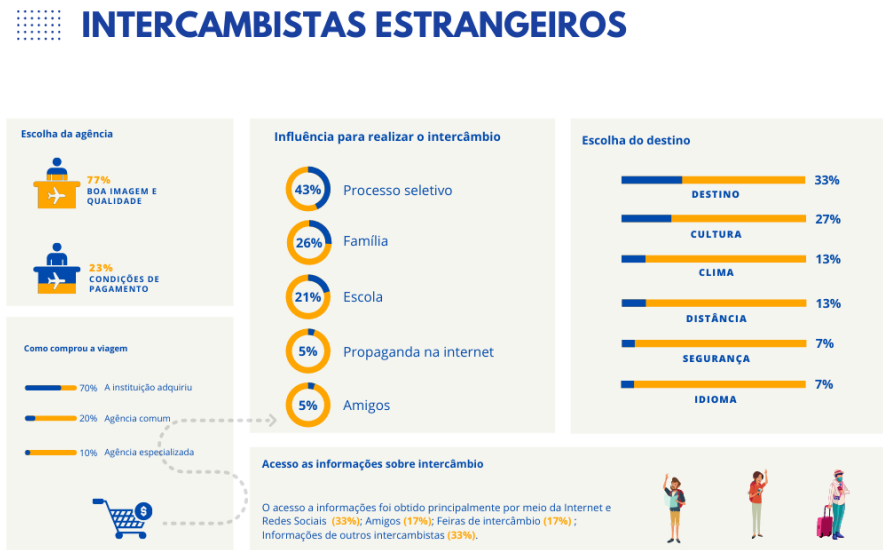 INTERCAMBISTAS ESTRANGEIROS
Escolha da agência
77%
BOA IMAGEM E
QUALIDADE
23%
CONDIÇÕES DE
PAGAMENTO
Como comprou a viagem
70% A instituição adquiriu
20% Agência comum
10% Agência especializada
$
Influência para realizar o intercâmbio
43% Processo seletivo
26% Família
21% Escola
5% Propaganda na internet
5% Amigos
Escolha do destino
33%
DESTINO
27%
CULTURA
13%
CLIMA
13%
DISTÂNCIA
7%
SEGURANÇA
7%
IDIOMA
Acesso as informações sobre intercâmbio
O acesso a informações foi obtido principalmente por meio da Internet e
Redes Sociais (33%); Amigos (17%); Feiras de intercâmbio (17%) ;
Informações de outros intercambistas (33%).